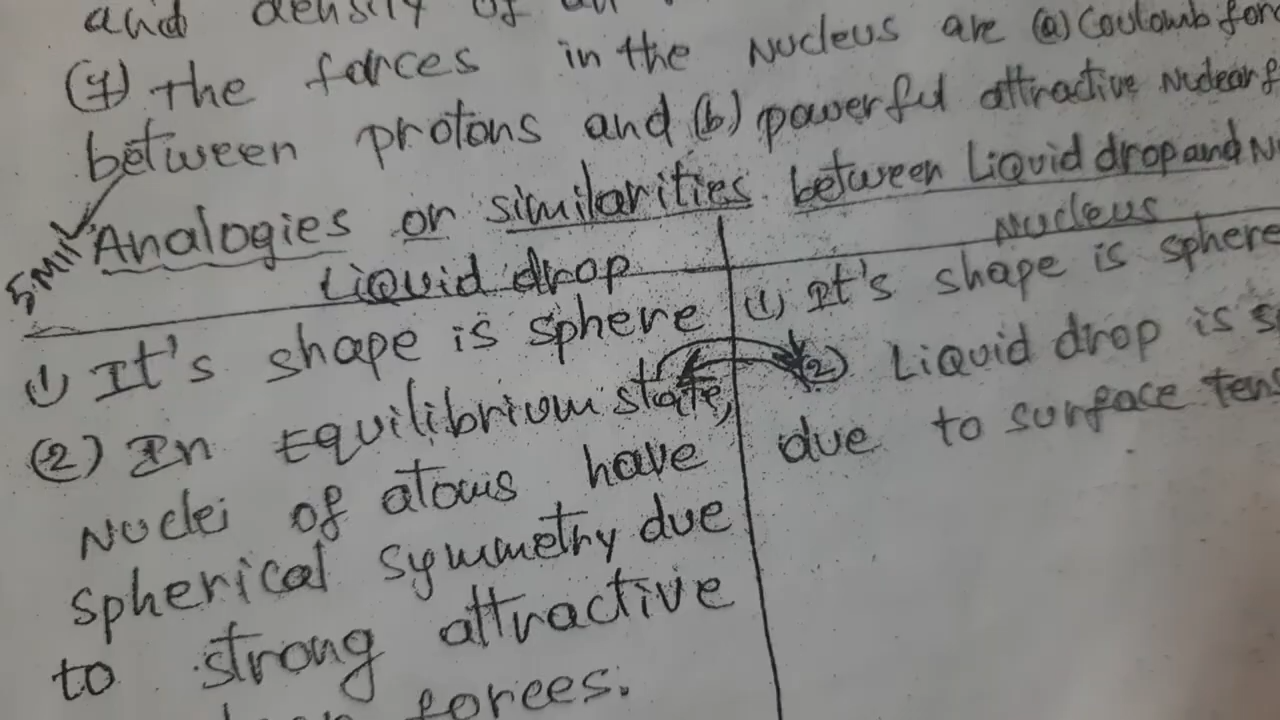 and density of an
(4) the forces in the Nucleus are (a) Coulomb
between protons and (b) powerful attractive Nuclear
5M Analogies or similarities between Liquid drop and
Liquid drop
Nucleus
(1) It's shape is sphere
(2) In Equilibrium state,
Nuclei of atoms have
spherical symmetry due
to strong attractive
forces.
(1) It's shape is sphere
(2) Liquid drop is
due to surface